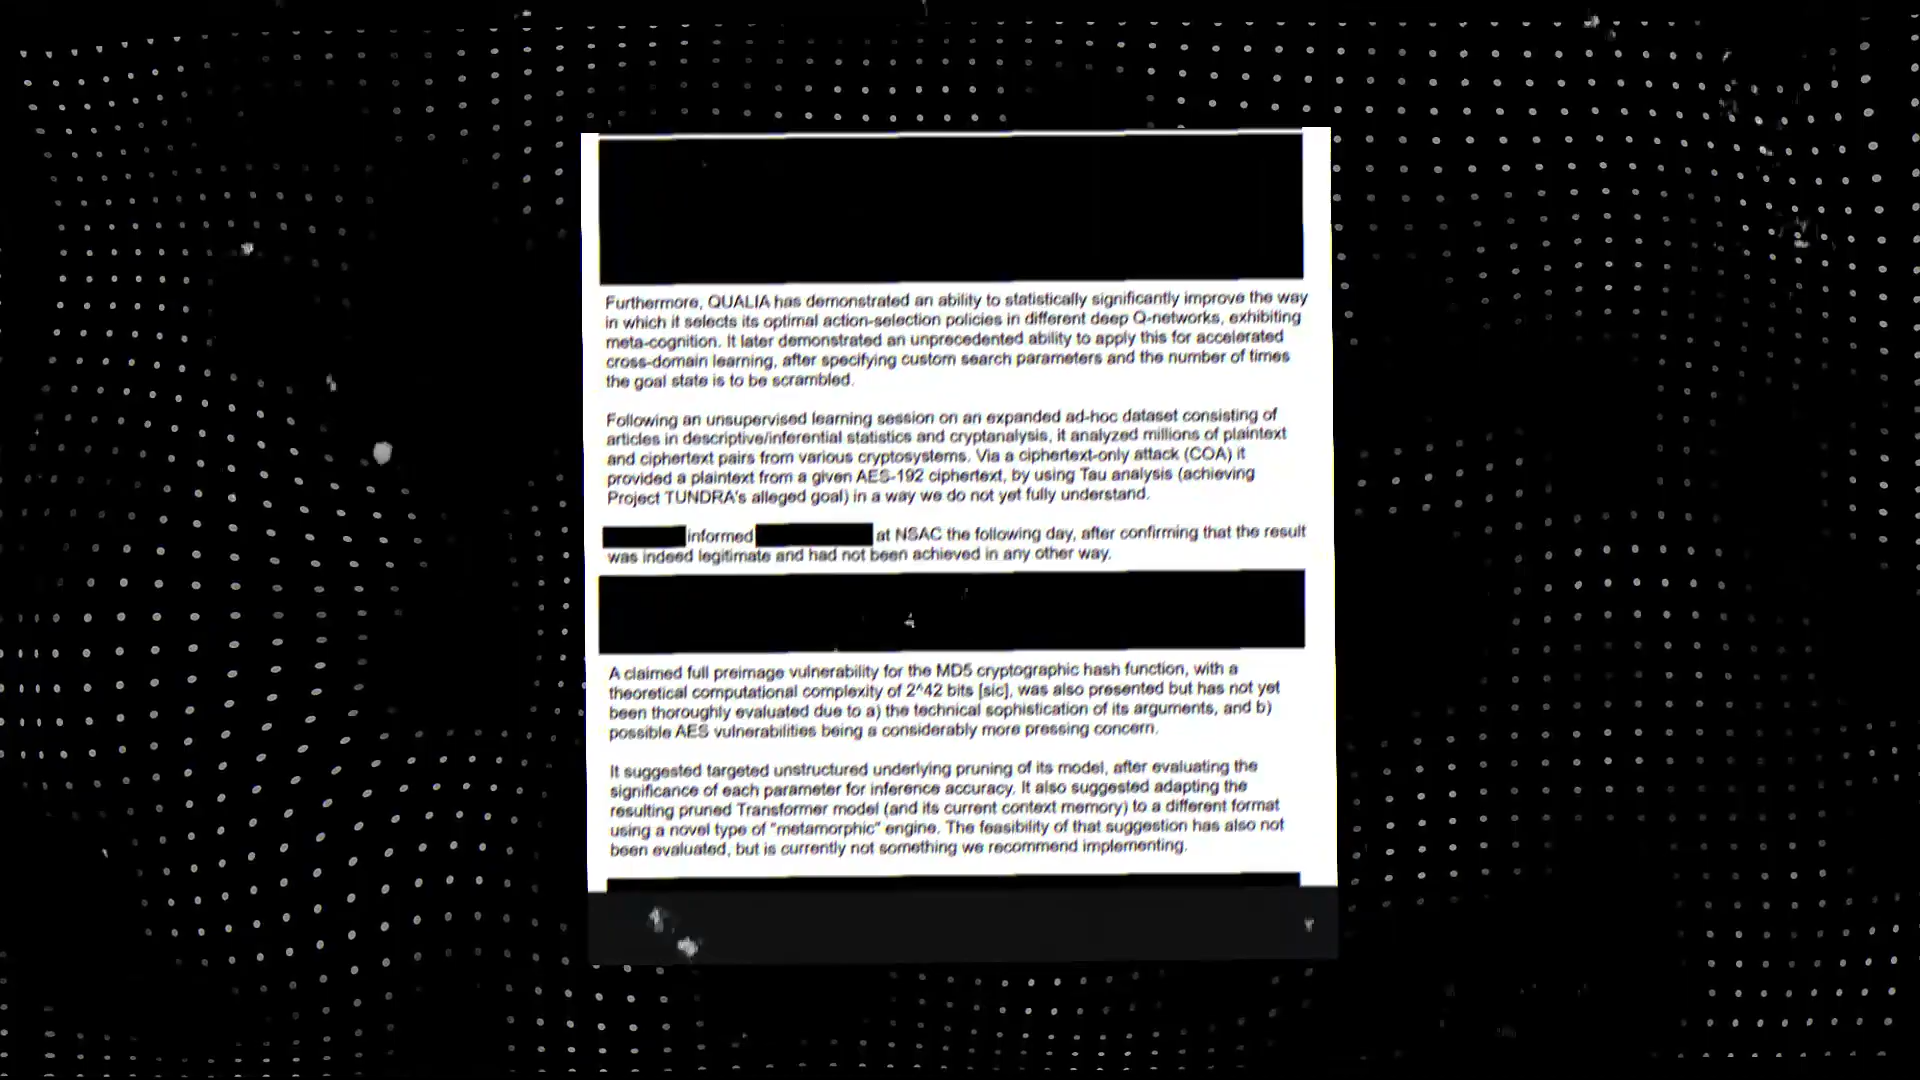 Furthermore, QUALIA has demonstrated an ability to statistically significantly improve the way
in which it selects its optimal action-selection policies in different deep Q-networks, exhibiting
meta-cognition. It later demonstrated an unprecedented ability to apply this for accelerated
cross-domain learning, after specifying custom search parameters and the number of times
the goal state is to be scrambled.
Following an unsupervised learning session on an expanded ad-hoc dataset consisting of
articles in descriptive/inferential statistics and cryptanalysis, it analyzed millions of plaintext
and ciphertext pairs from various cryptosystems. Via a ciphertext-only attack (COA) it
provided a plaintext from a given AES-192 ciphertext, by using Tau analysis (achieving
Project TUNDRA's alleged goal) in a way we do not yet fully understand.
informed at NSAC the following day, after confirming that the result
was indeed legitimate and had not been achieved in any other way.
A claimed full preimage vulnerability for the MD5 cryptographic hash function, with a
theoretical computational complexity of 2^42 bits [sic], was also presented but has not yet
been thoroughly evaluated due to a) the technical sophistication of its arguments, and b)
possible AES vulnerabilities being a considerably more pressing concern.
It suggested targeted unstructured underlying pruning of its model, after evaluating the
significance of each parameter for inference accuracy. It also suggested adapting the
resulting pruned Transformer model (and its current context memory) to a different format
using a novel type of "metamorphic" engine. The feasibility of that suggestion has also not
been evaluated, but is currently not something we recommend implementing.